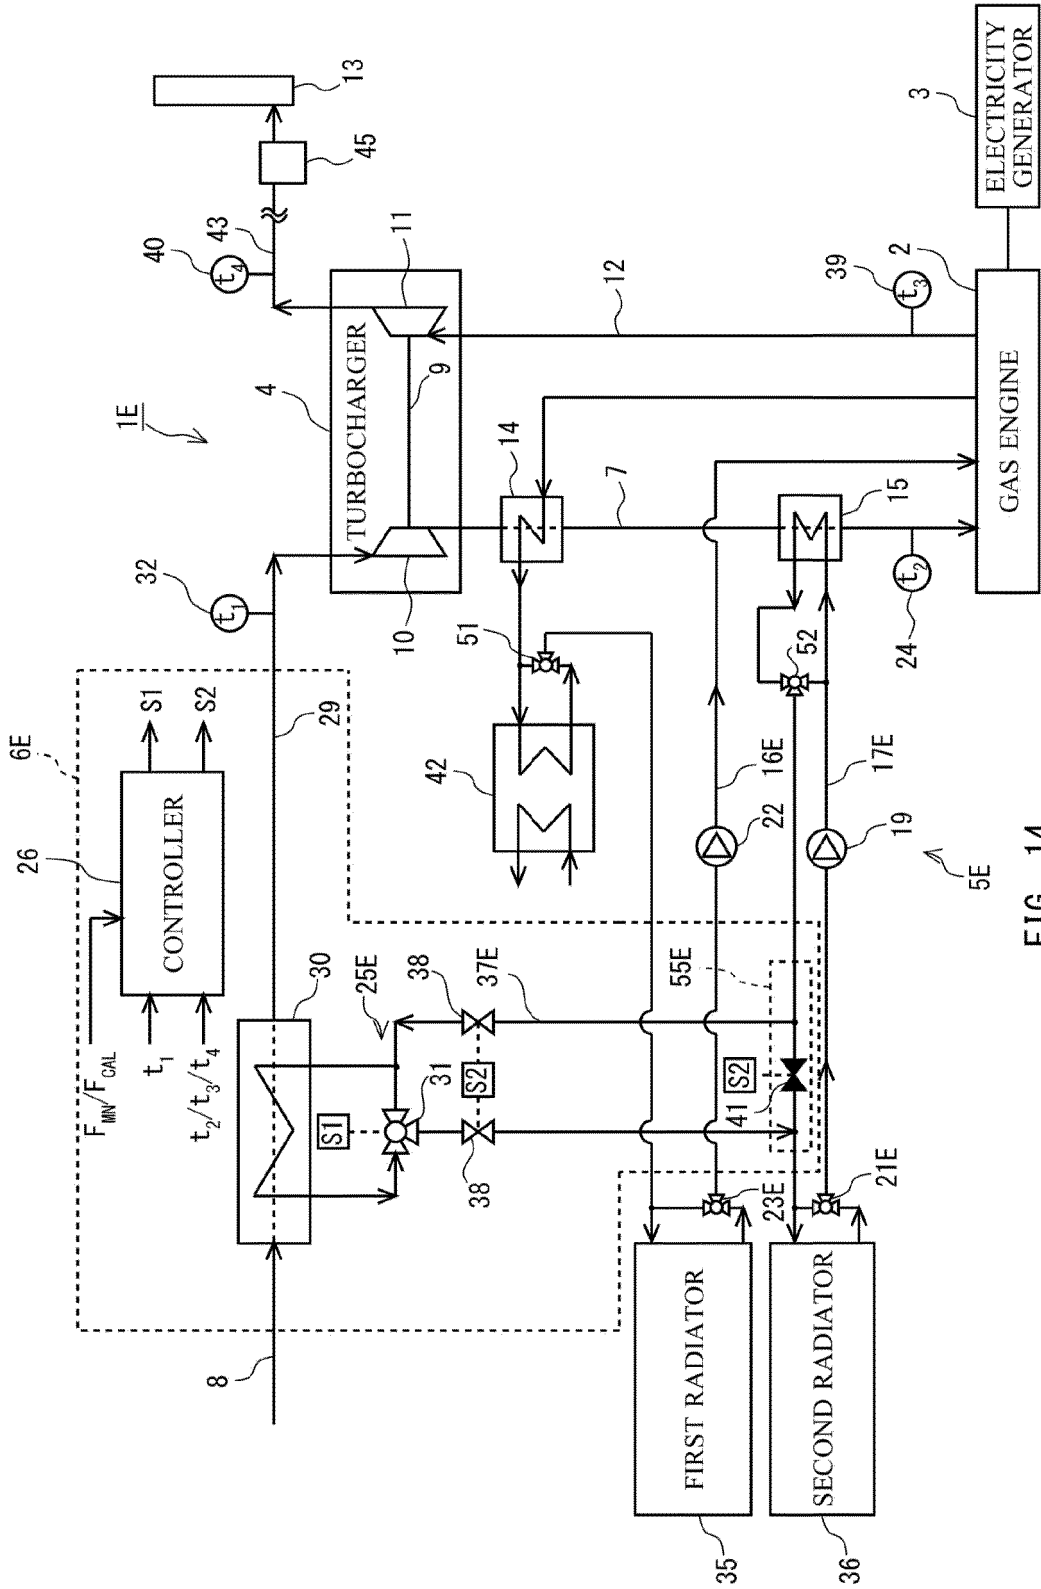 1E
6E
26
CONTROLLER
F_MN/F_CAL
t₁
t₂/t₃/t₄
S1
S2
8
30
29
32
t₁
4
TURBOCHARGER
10
9
11
40
t₄
43
45
13
25E
S1
31
38
S2
38
37E
55E
S2
41
42
51
14
7
12
15
52
24
t₂
39
t₃
2
GAS ENGINE
3
ELECTRICITY
GENERATOR
16E
22
17E
19
5E
23E
21E
FIRST RADIATOR
35
SECOND RADIATOR
36
FIG. 14